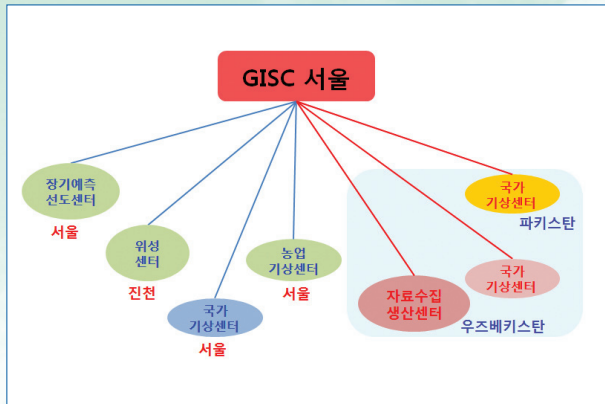 GISC 서울
장기예측
선도센터
서울
위성
센터
진천
국가
기상센터
서울
농업
기상센터
서울
국가
기상센터
파키스탄
국가
기상센터
자료수집
생산센터
우즈베키스탄